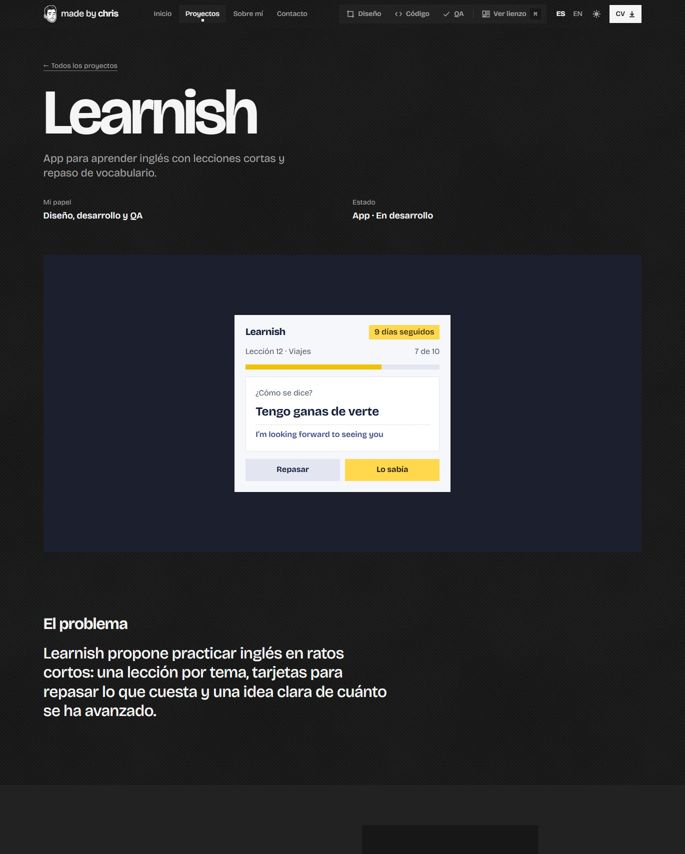 made by chris
Inicio
Proyectos
Sobre mí
Contacto
Diseño
Código
QA
Ver lienzo
M
ES
EN
CV
← Todos los proyectos
Learnish
App para aprender inglés con lecciones cortas y
repaso de vocabulario.
Mi papel
Diseño, desarrollo y QA
Estado
App · En desarrollo
Learnish
9 días seguidos
Lección 12 · Viajes
7 de 10
¿Cómo se dice?
Tengo ganas de verte
I'm looking forward to seeing you
Repasar
Lo sabía
El problema
Learnish propone practicar inglés en ratos
cortos: una lección por tema, tarjetas para
repasar lo que cuesta y una idea clara de cuánto
se ha avanzado.